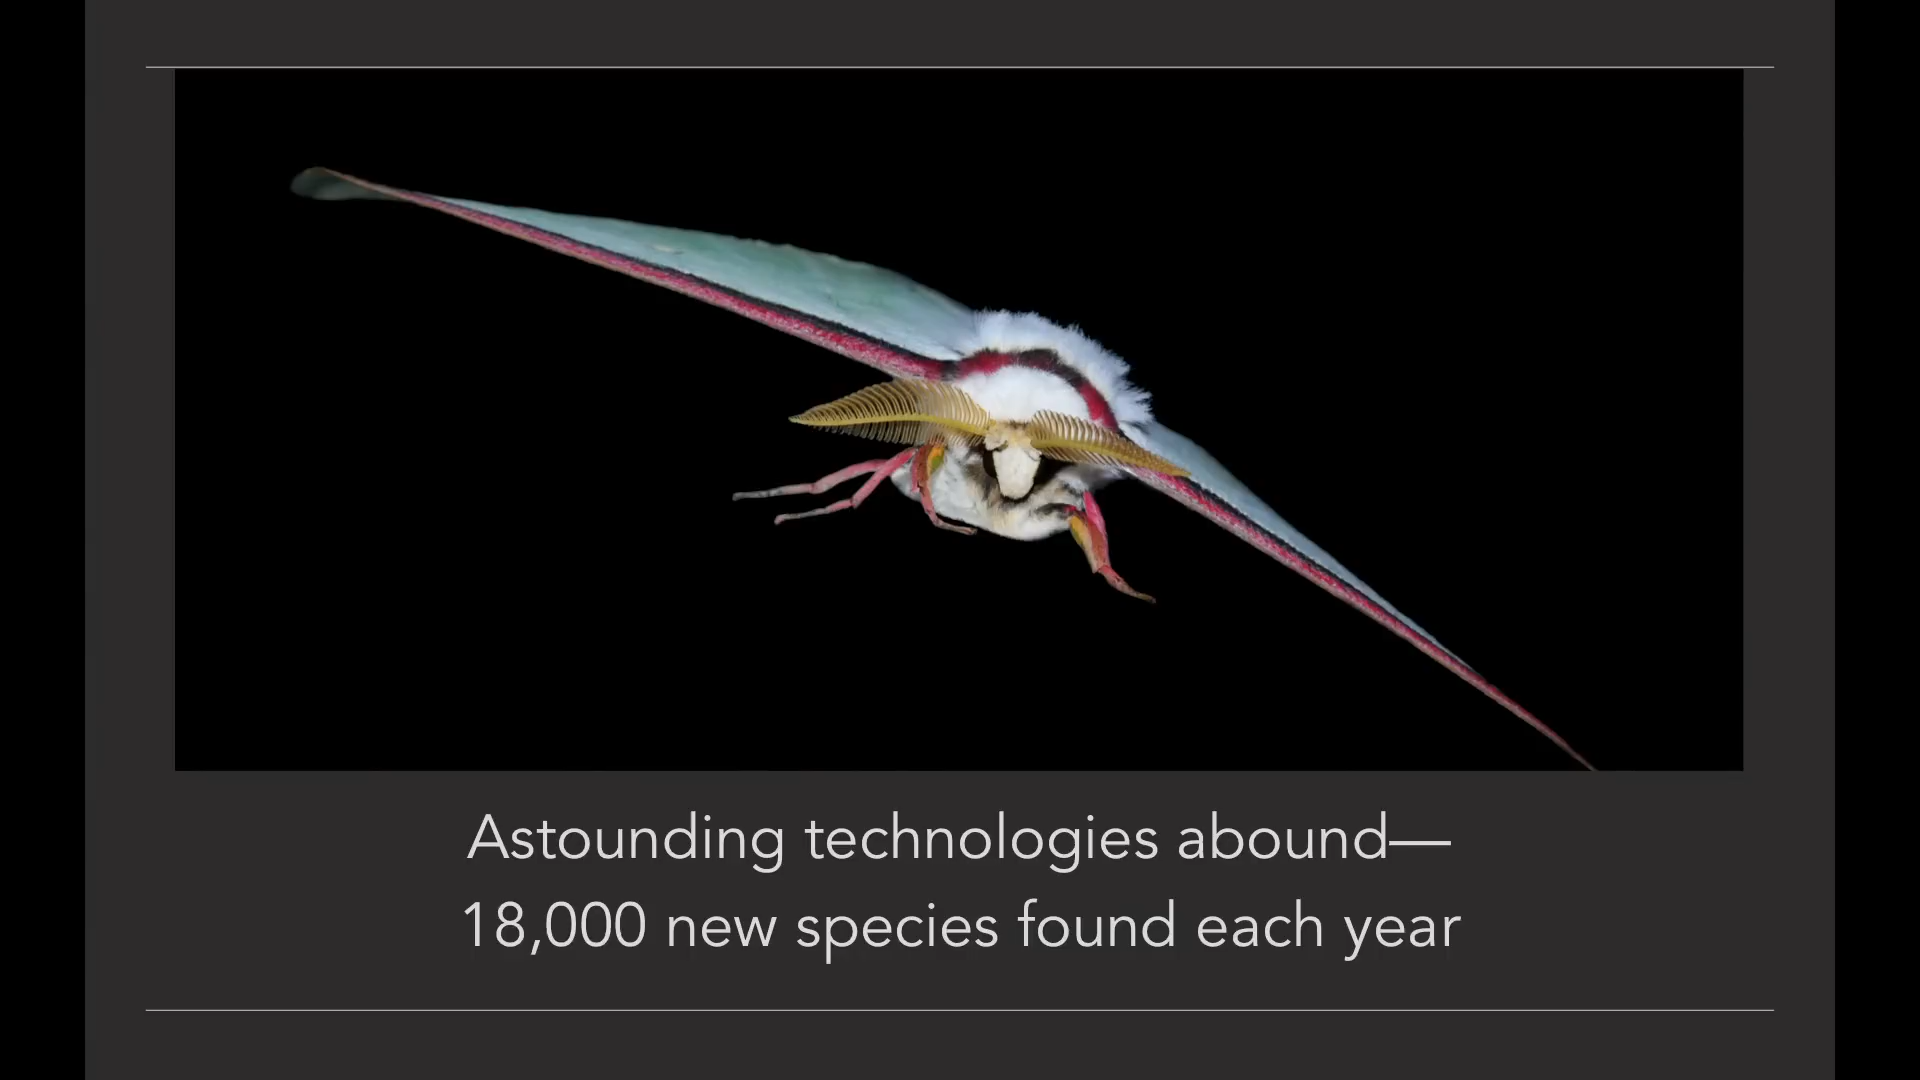 Astounding technologies abound—
18,000 new species found each year